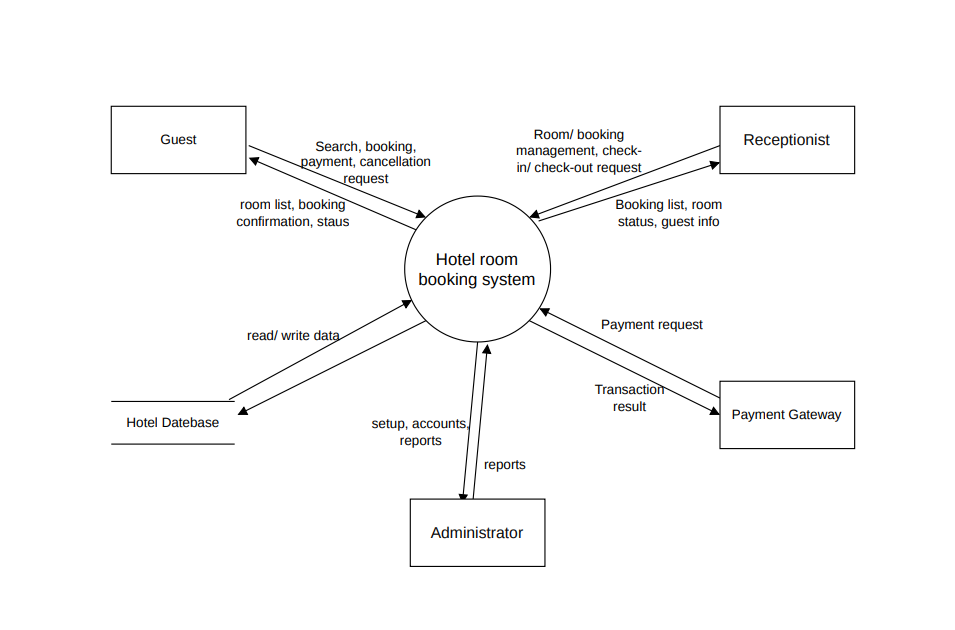 Guest
Search, booking,
payment, cancellation
request
room list, booking
confirmation, staus
Room/ booking
management, check-
in/ check-out request
Receptionist
Booking list, room
status, guest info
Hotel room
booking system
read/ write data
Hotel Datebase
Payment request
Transaction
result
Payment Gateway
setup, accounts,
reports
reports
Administrator